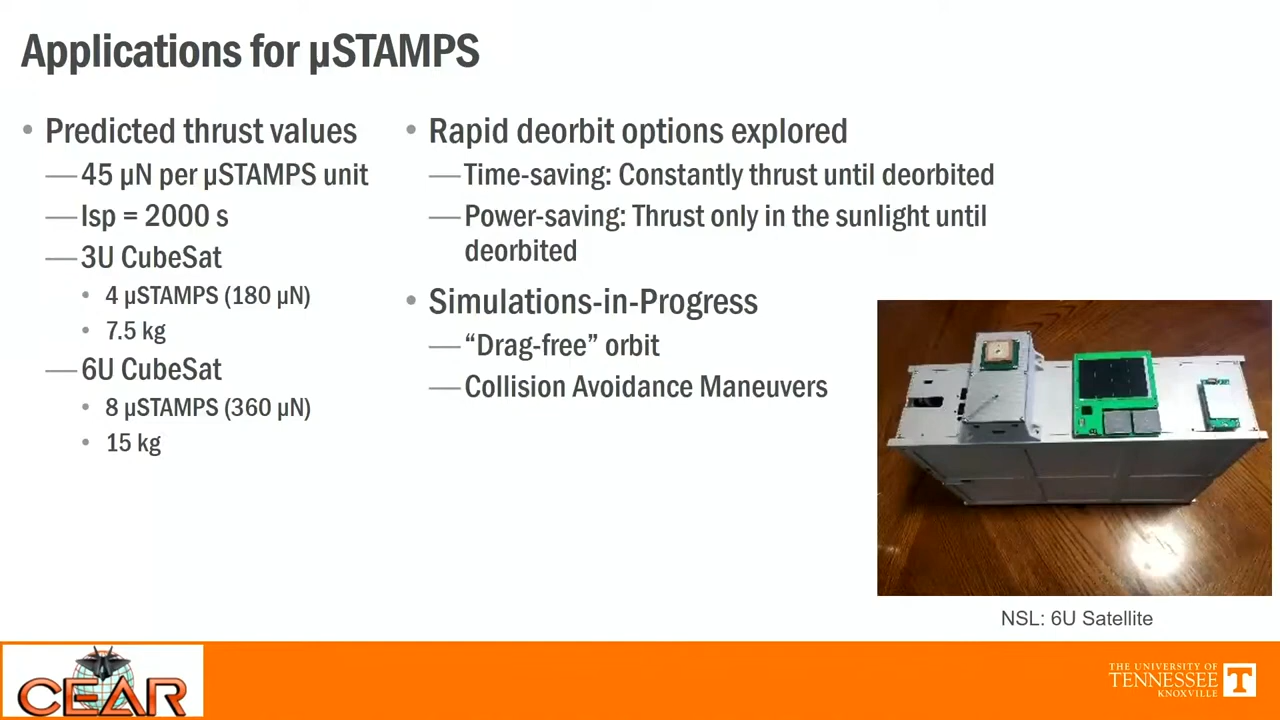 Applications for µSTAMPS
• Predicted thrust values
— 45 µN per µSTAMPS unit
— Isp = 2000 s
— 3U CubeSat
• 4 µSTAMPS (180 µN)
• 7.5 kg
— 6U CubeSat
• 8 µSTAMPS (360 µN)
• 15 kg
• Rapid deorbit options explored
— Time-saving: Constantly thrust until deorbited
— Power-saving: Thrust only in the sunlight until
deorbited
• Simulations-in-Progress
— “Drag-free” orbit
— Collision Avoidance Maneuvers
NSL: 6U Satellite
CEAR
THE UNIVERSITY OF
TENNESSEE
KNOXVILLE
T